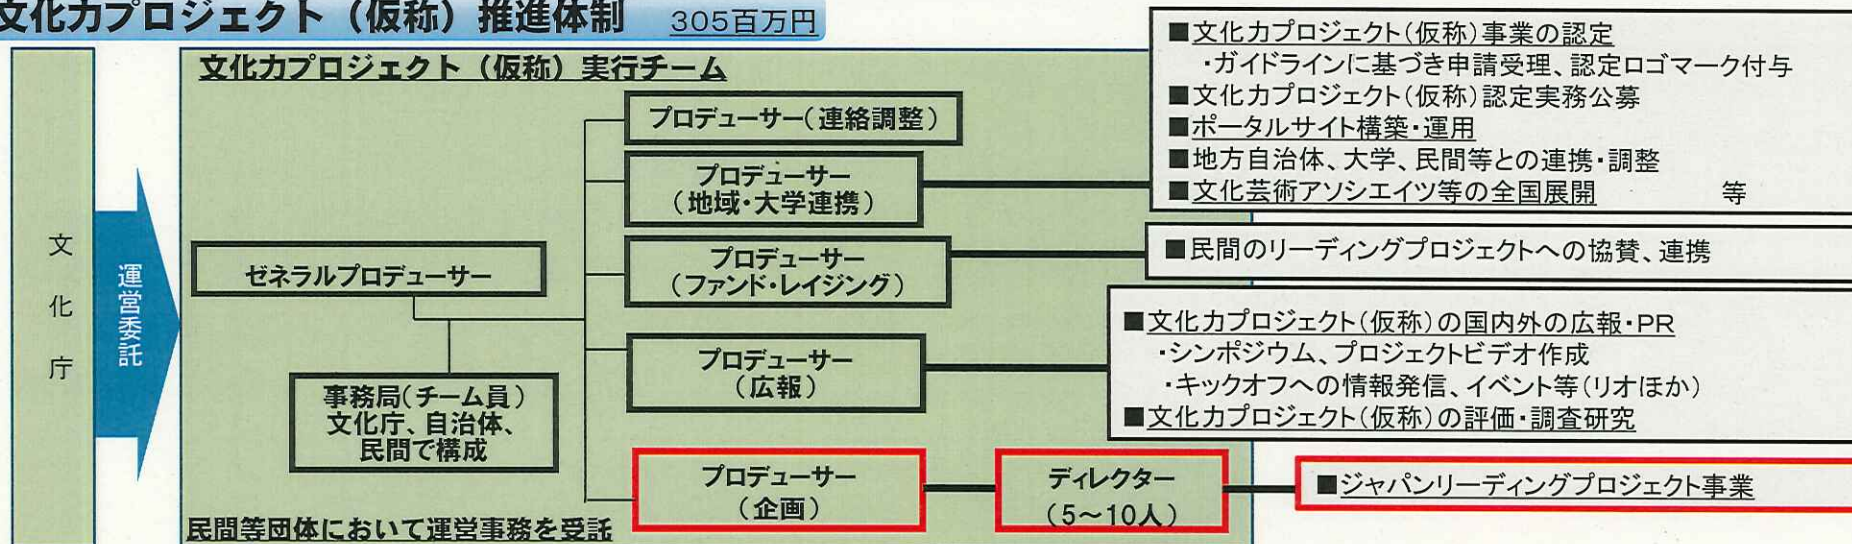 文化力プロジェクト（仮称）推進体制　305百万円
文化庁
運営委託
文化力プロジェクト（仮称）実行チーム
ゼネラルプロデューサー
事務局（チーム員）
文化庁、自治体、
民間で構成
プロデューサー（連絡調整）
プロデューサー
（地域・大学連携）
プロデューサー
（ファンド・レイジング）
プロデューサー
（広報）
プロデューサー
（企画）
ディレクター
（5～10人）
民間等団体において運営事務を受託
■文化力プロジェクト（仮称）事業の認定
・ガイドラインに基づき申請受理、認定ロゴマーク付与
■文化力プロジェクト（仮称）認定実務公募
■ポータルサイト構築・運用
■地方自治体、大学、民間等との連携・調整
■文化芸術アソシエイツ等の全国展開　　　　等
■民間のリーディングプロジェクトへの協賛、連携
■文化力プロジェクト（仮称）の国内外の広報・PR
・シンポジウム、プロジェクトビデオ作成
・キックオフへの情報発信、イベント等（リオほか）
■文化力プロジェクト（仮称）の評価・調査研究
■ジャパンリーディングプロジェクト事業